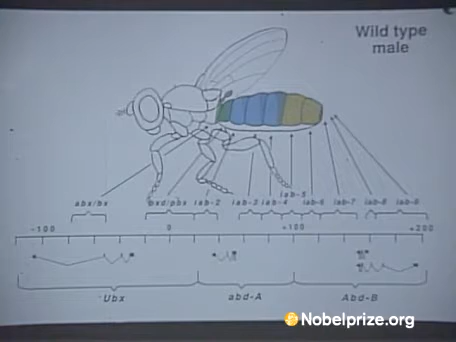 Wild type
male
iab-5
abx/bx bxd/pbx iab-2 iab-3 iab-4 iab-6 iab-7 iab-8 iab-9
-100 0 +100 +200
Ubx abd-A Abd-B
Nobelprize.org